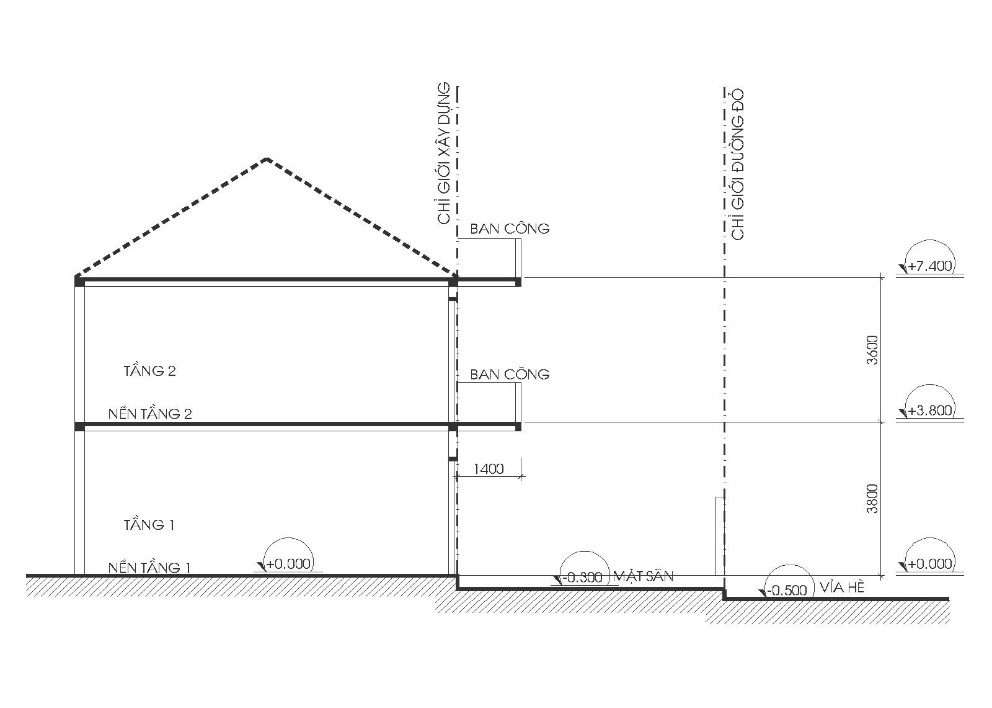 CHỈ GIỚI XÂY DỰNG
CHỈ GIỚI ĐƯỜNG ĐỎ
BAN CÔNG
+7.400
3600
TẦNG 2
BAN CÔNG
NỀN TẦNG 2
+3.800
1400
3800
TẦNG 1
NỀN TẦNG 1
+0.000
+0.000
-0.300 MẶT SÂN
-0.500 VỈA HÈ